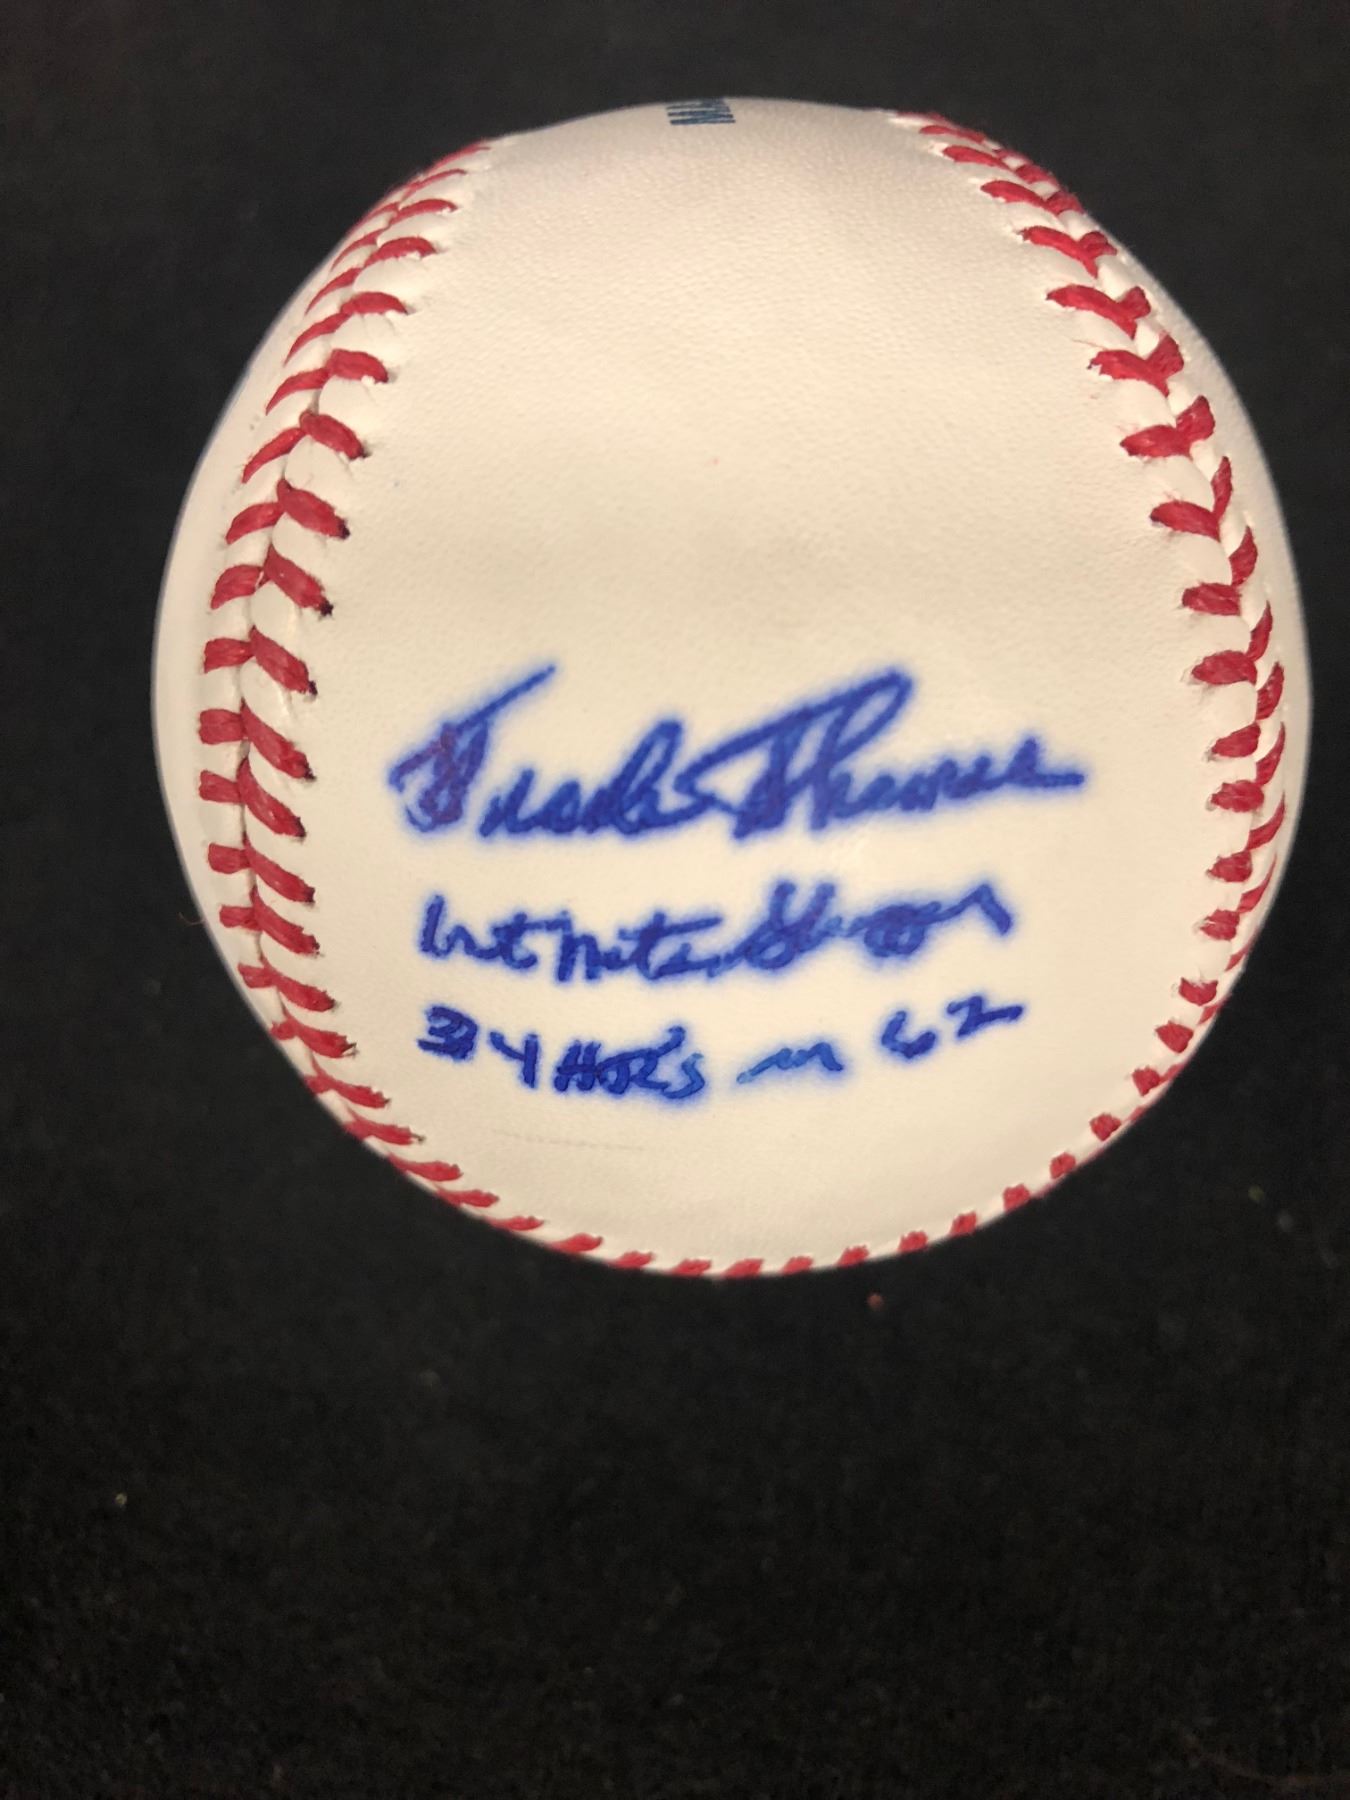 Frank Thomas
1st Mets Slugger
34 HR's in 62